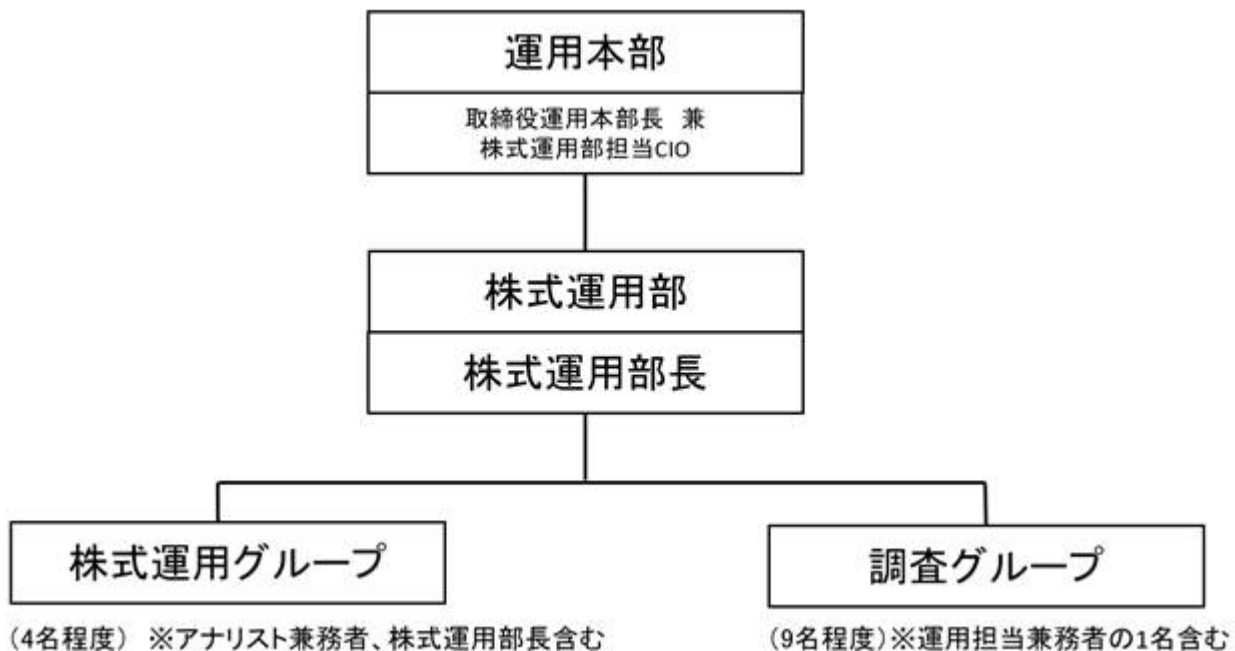 運用本部
取締役運用本部長　兼
株式運用部担当CIO
株式運用部
株式運用部長
株式運用グループ
調査グループ
(4名程度)　※アナリスト兼務者、株式運用部長含む
(9名程度)※運用担当兼務者の1名含む